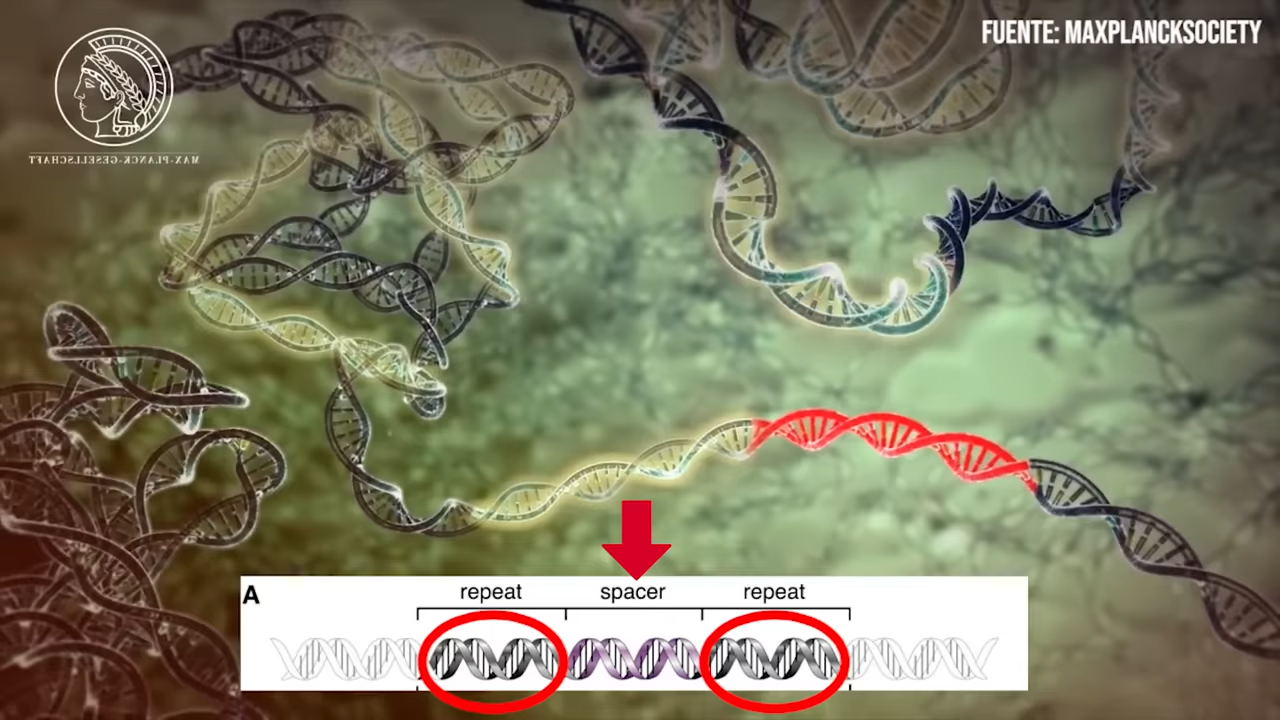 FUENTE: MAXPLANCKSOCIETY
MAX-PLANCK-GESELLSCHAFT
A
repeat spacer repeat